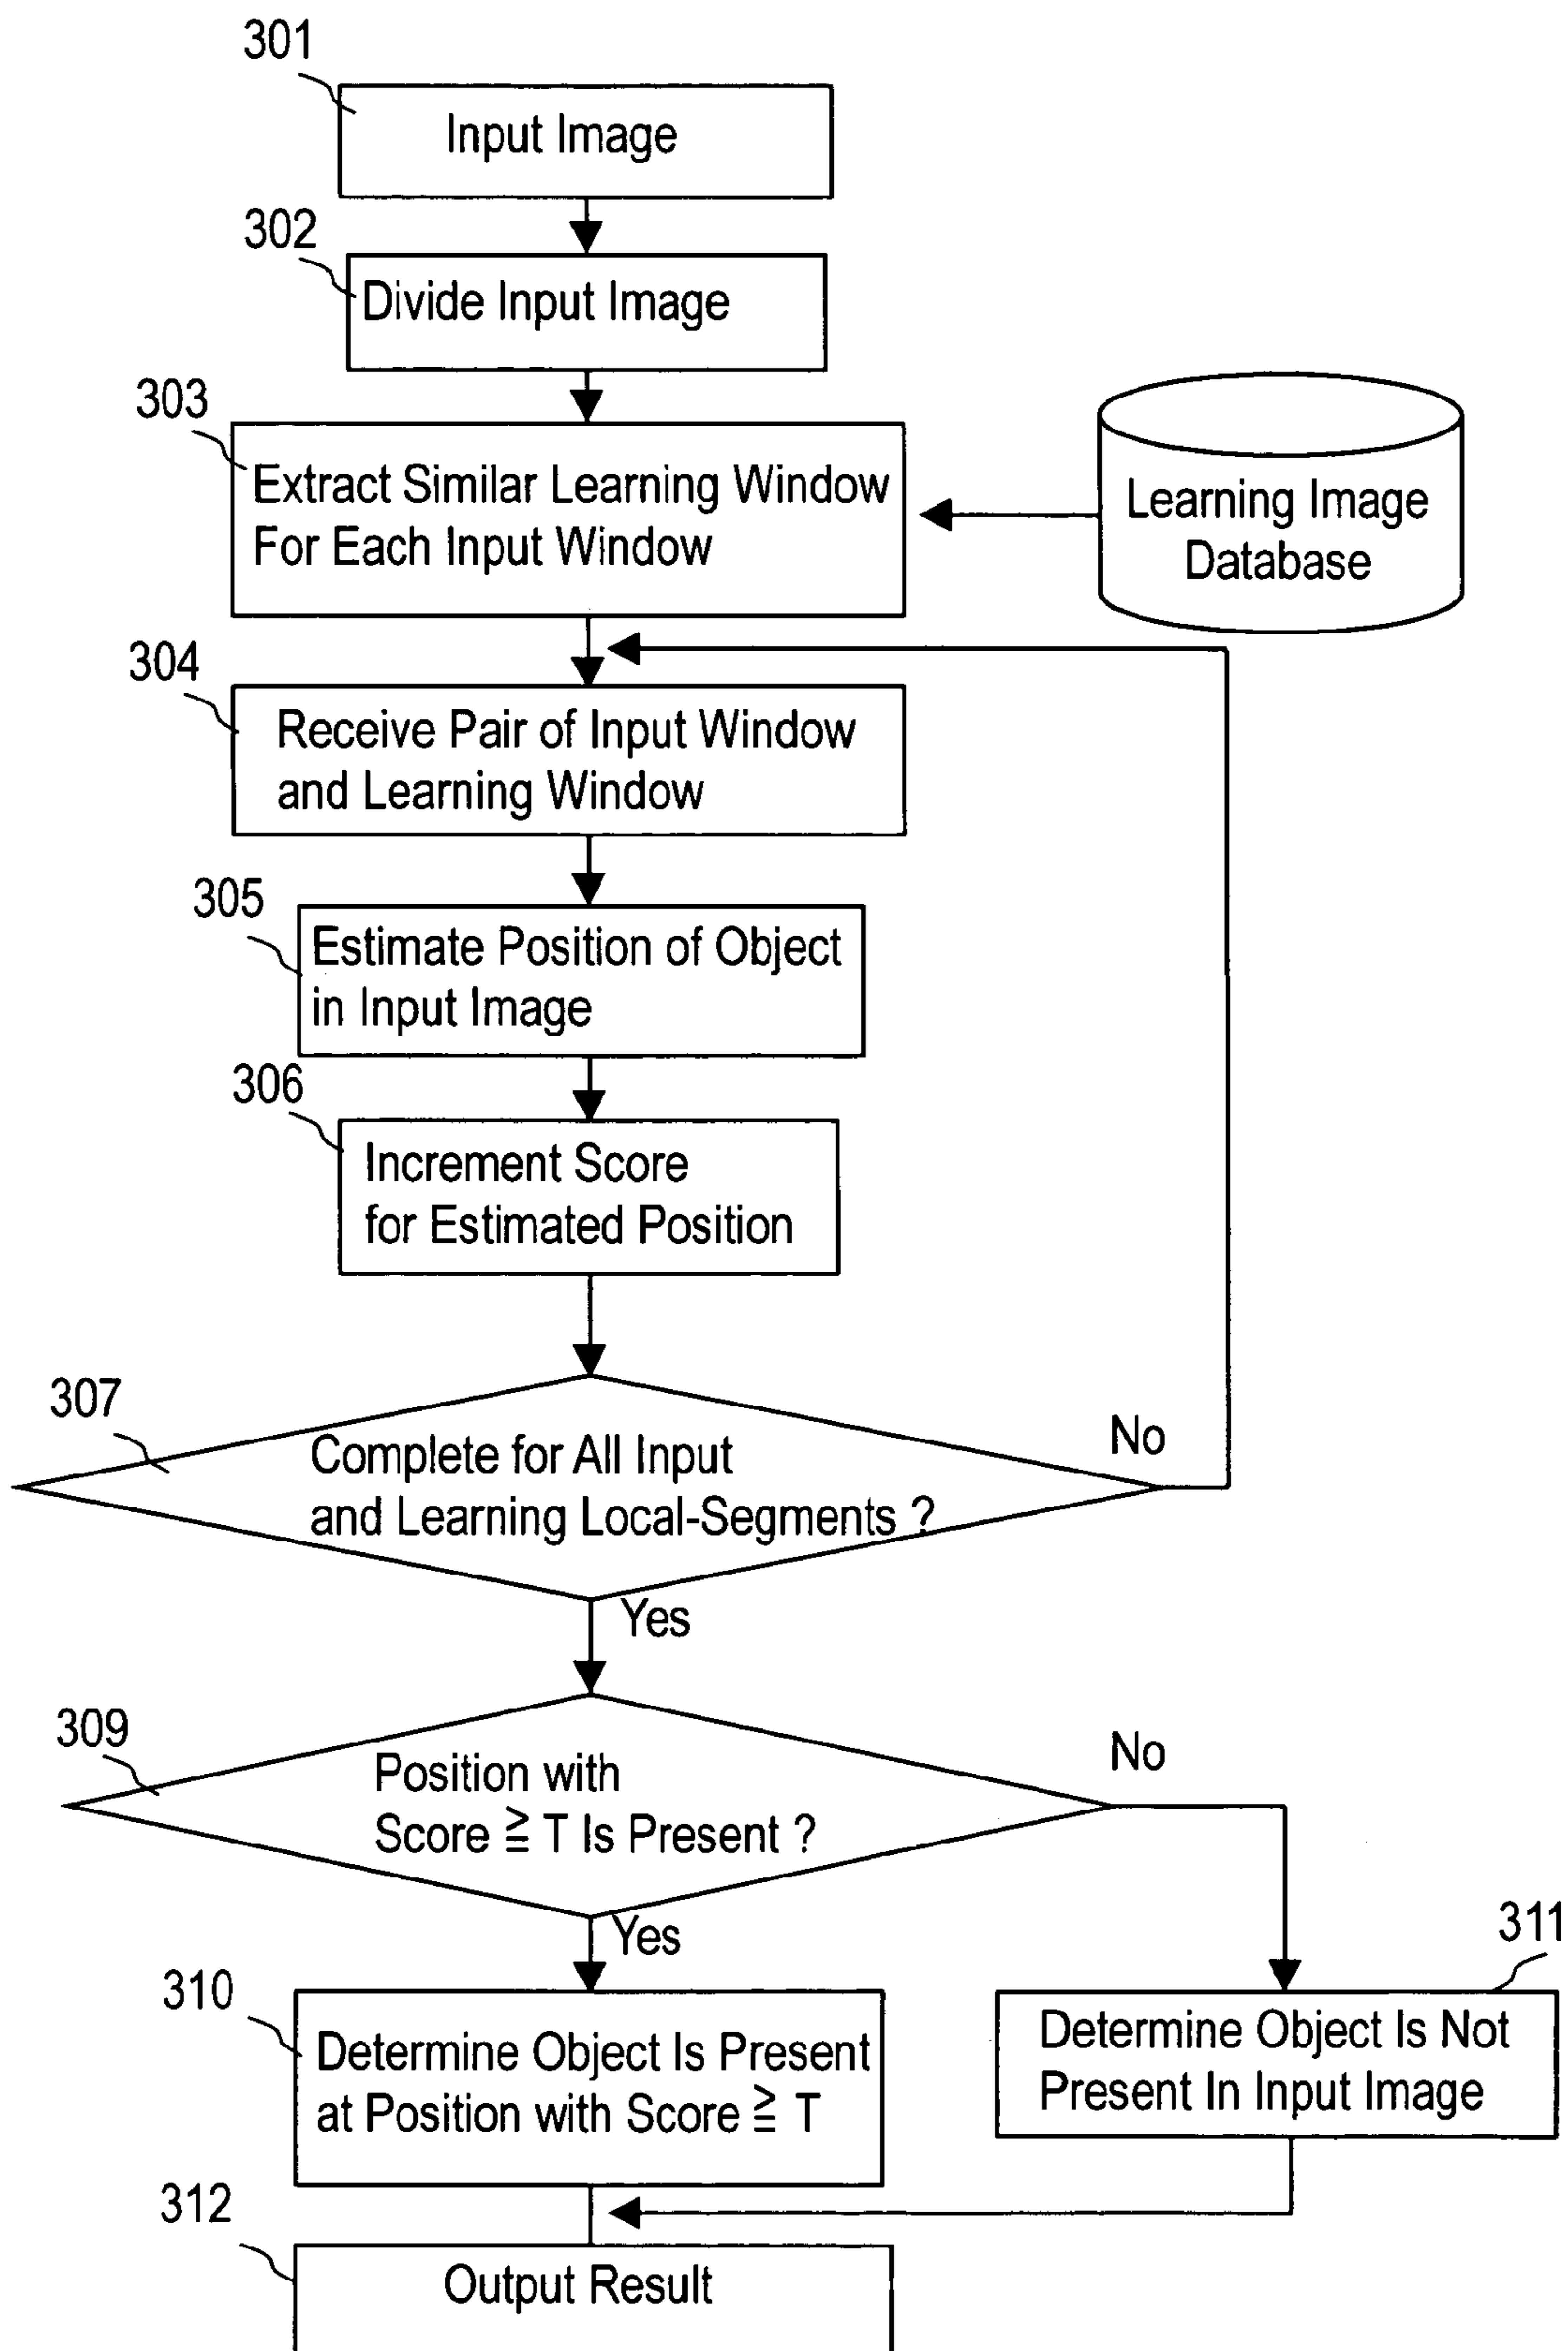 301
Input Image
302
Divide Input Image
303
Extract Similar Learning Window
For Each Input Window
Learning Image
Database
304
Receive Pair of Input Window
and Learning Window
305
Estimate Position of Object
in Input Image
306
Increment Score
for Estimated Position
307
Complete for All Input
and Learning Local-Segments ?
No
Yes
309
Position with
Score ≧ T Is Present ?
No
Yes
310
Determine Object Is Present
at Position with Score ≧ T
311
Determine Object Is Not
Present In Input Image
312
Output Result